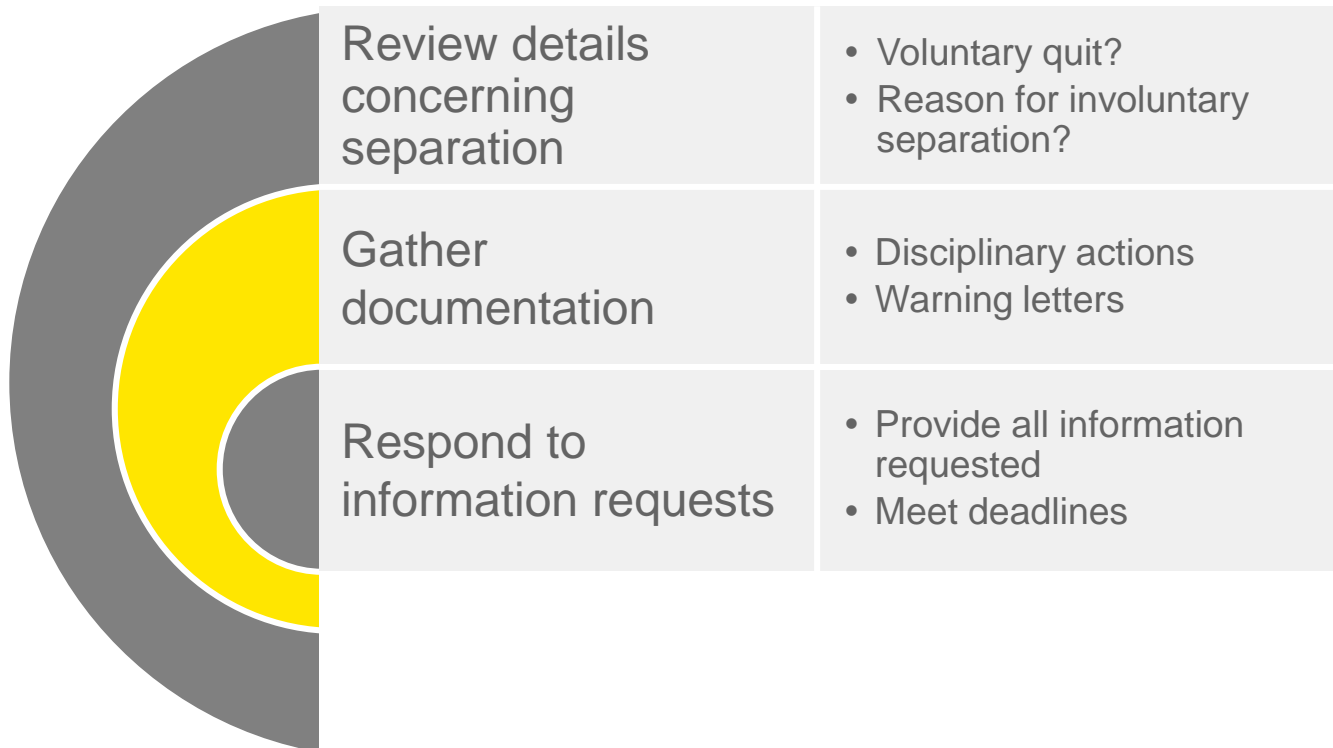 Review details
concerning
separation
• Voluntary quit?
• Reason for involuntary
separation?
Gather
documentation
• Disciplinary actions
• Warning letters
Respond to
information requests
• Provide all information
requested
• Meet deadlines